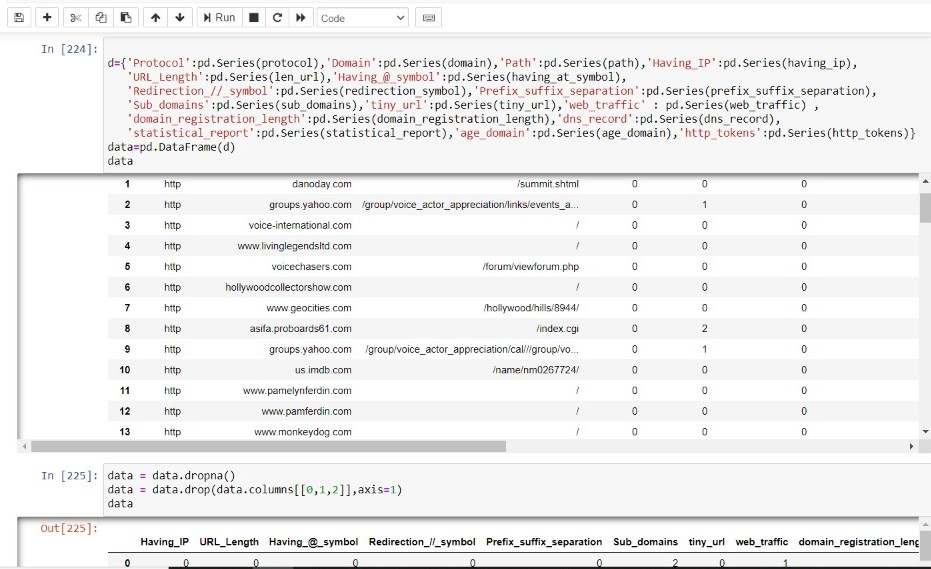 Run Code
In [224]:
d={'Protocol':pd.Series(protocol),'Domain':pd.Series(domain),'Path':pd.Series(path),'Having_IP':pd.Series(having_ip),
'URL_Length':pd.Series(len_url),'Having_@_symbol':pd.Series(having_at_symbol),
'Redirection_//_symbol':pd.Series(redirection_symbol),'Prefix_suffix_separation':pd.Series(prefix_suffix_separation),
'Sub_domains':pd.Series(sub_domains),'tiny_url':pd.Series(tiny_url),'web_traffic' : pd.Series(web_traffic) ,
'domain_registration_length':pd.Series(domain_registration_length),'dns_record':pd.Series(dns_record),
'statistical_report':pd.Series(statistical_report),'age_domain':pd.Series(age_domain),'http_tokens':pd.Series(http_tokens)}
data=pd.DataFrame(d)
data
1 http danoday.com /summit.shtml 0 0 0
2 http groups.yahoo.com /group/voice_actor_appreciation/links/events_a... 0 1 0
3 http voice-international.com / 0 0 0
4 http www.livinglegendsltd.com / 0 0 0
5 http voicechasers.com /forum/viewforum.php 0 0 0
6 http hollywoodcollectorshow.com / 0 0 0
7 http www.geocities.com /hollywood/hills/8944/ 0 0 0
8 http asifa.proboards61.com /index.cgi 0 2 0
9 http groups.yahoo.com /group/voice_actor_appreciation/cal///group/vo... 0 1 0
10 http us.imdb.com /name/nm0267724/ 0 0 0
11 http www.pamelynferdin.com / 0 0 0
12 http www.pamferdin.com / 0 0 0
13 http www.monkeydog.com / 0 0 0
In [225]: data = data.dropna()
data = data.drop(data.columns[[0,1,2]],axis=1)
data
Out[225]:
Having_IP URL_Length Having_@_symbol Redirection_//_symbol Prefix_suffix_separation Sub_domains tiny_url web_traffic domain_registration_leng
0 0 0 0 0 0 2 0 1